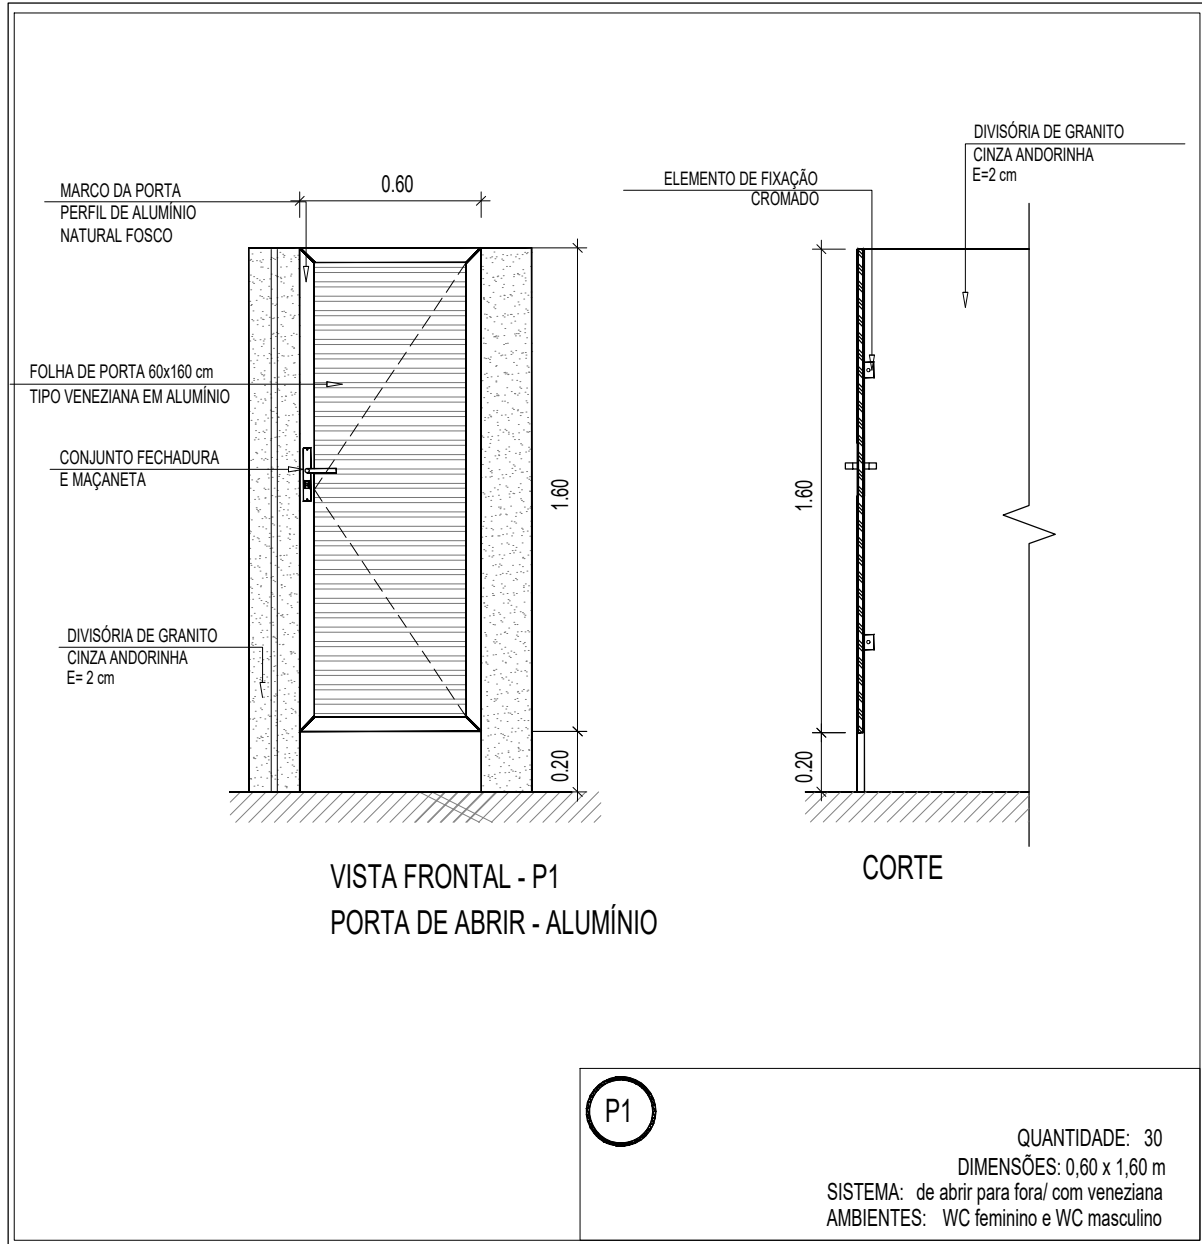 MARCO DA PORTA
PERFIL DE ALUMÍNIO
NATURAL FOSCO
0.60
FOLHA DE PORTA 60x160 cm
TIPO VENEZIANA EM ALUMÍNIO
CONJUNTO FECHADURA
E MAÇANETA
DIVISÓRIA DE GRANITO
CINZA ANDORINHA
E= 2 cm
1.60
0.20
VISTA FRONTAL - P1
PORTA DE ABRIR - ALUMÍNIO
ELEMENTO DE FIXAÇÃO
CROMADO
DIVISÓRIA DE GRANITO
CINZA ANDORINHA
E=2 cm
1.60
0.20
CORTE
P1
QUANTIDADE: 30
DIMENSÕES: 0,60 x 1,60 m
SISTEMA: de abrir para fora/ com veneziana
AMBIENTES: WC feminino e WC masculino